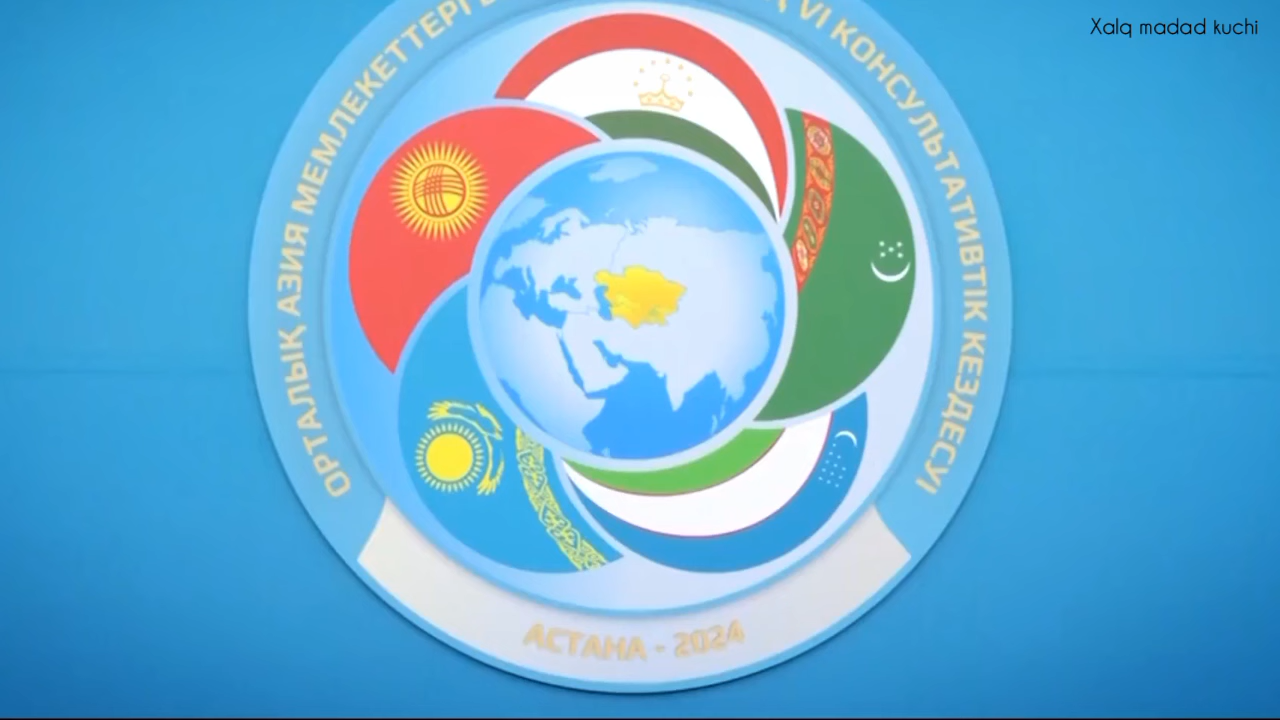 Xalq madad kuchi
ОРТАЛЫҚ АЗИЯ МЕМЛЕКЕТТЕРІ
VI КОНСУЛЬТАТИВТІК КЕЗДЕСУІ
АСТАНА - 2024